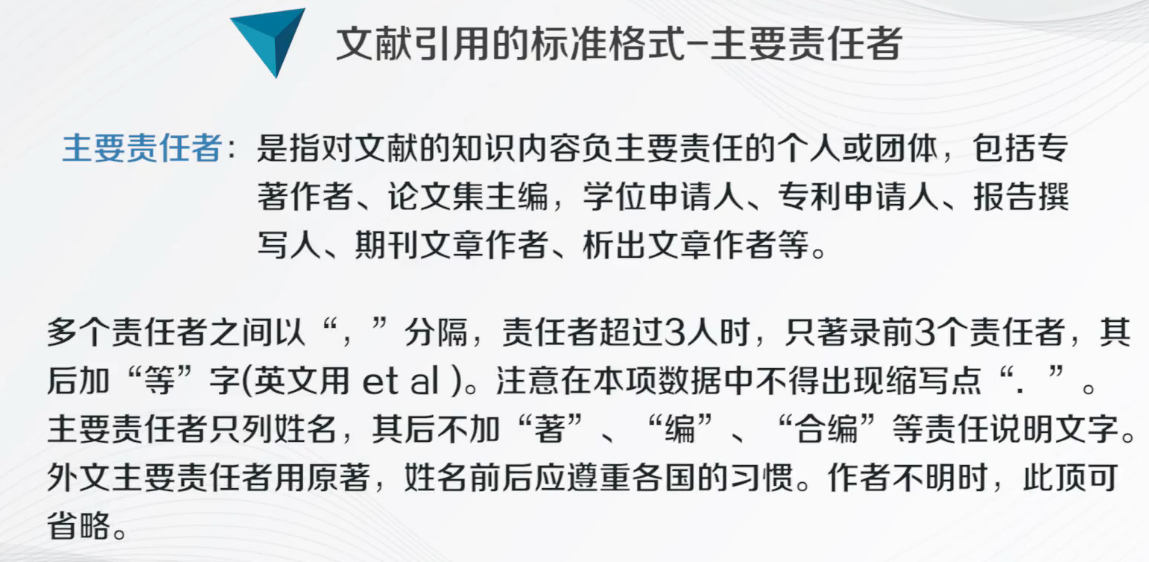 文献引用的标准格式-主要责任者
主要责任者：是指对文献的知识内容负主要责任的个人或团体，包括专
著作者、论文集主编，学位申请人、专利申请人、报告撰
写人、期刊文章作者、析出文章作者等。
多个责任者之间以“，”分隔，责任者超过3人时，只著录前3个责任者，其
后加“等”字(英文用 et al )。注意在本项数据中不得出现缩写点“．”。
主要责任者只列姓名，其后不加“著”、“编”、“合编”等责任说明文字。
外文主要责任者用原著，姓名前后应遵重各国的习惯。作者不明时，此顶可
省略。